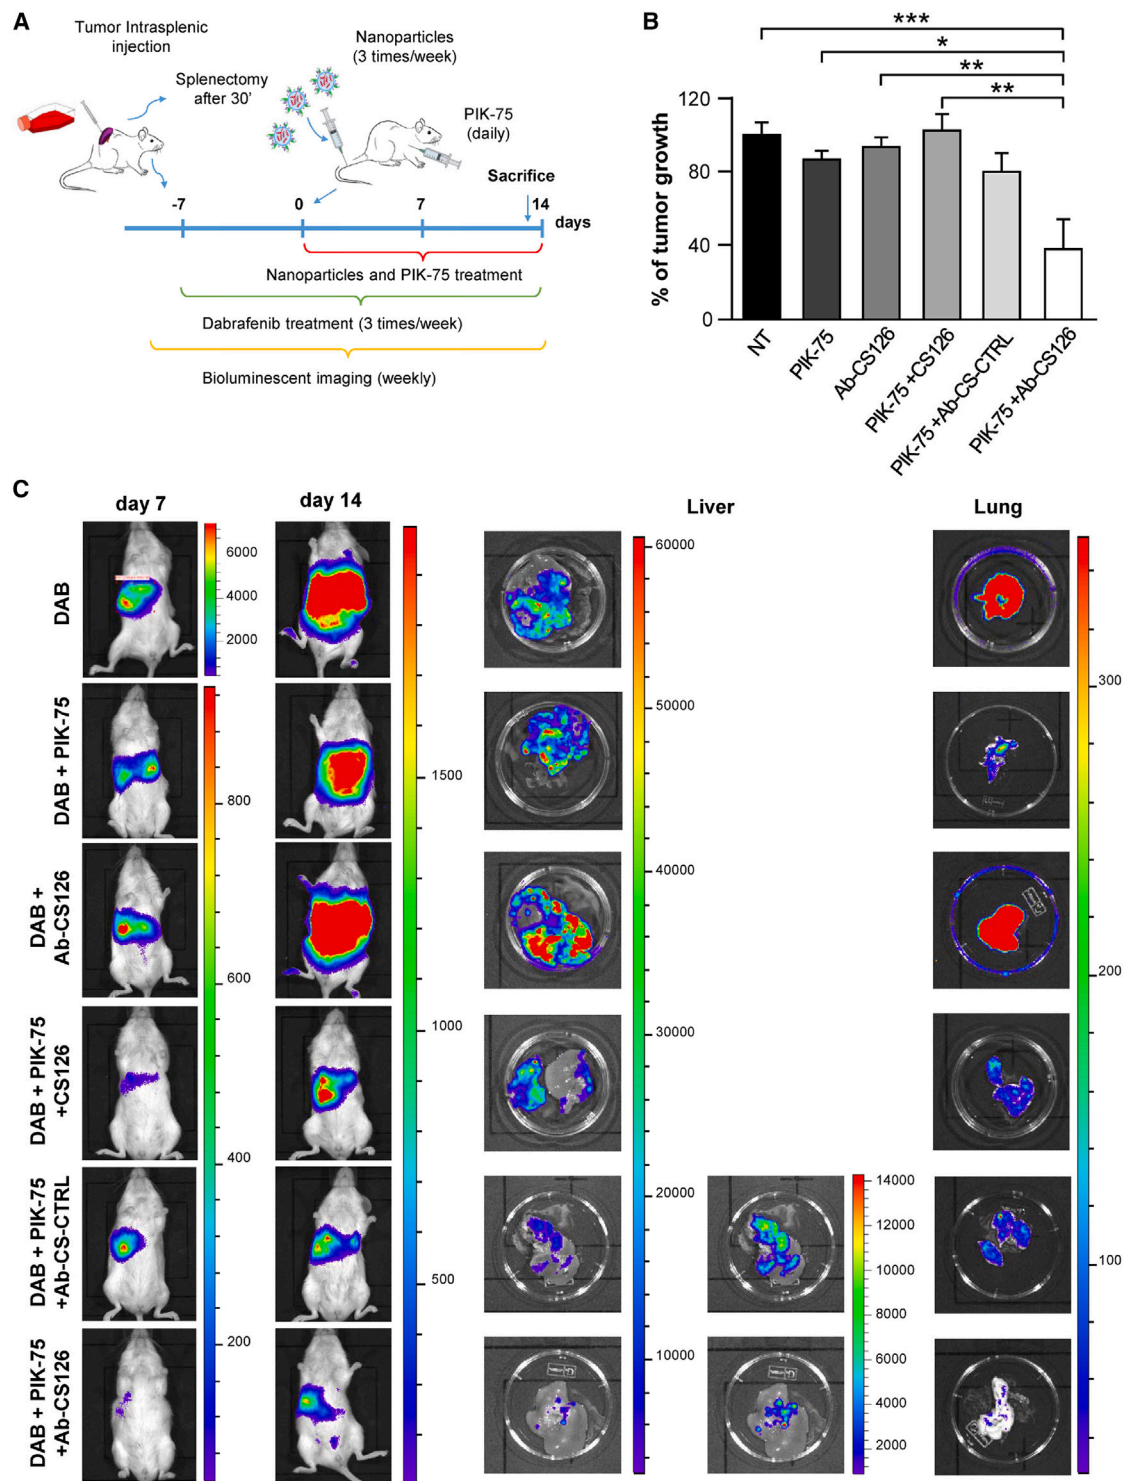 A
Tumor Intrasplenic
injection
Splenectomy
after 30'
Nanoparticles
(3 times/week)
PIK-75
(daily)
Sacrifice
-7
0
7
14
days
Nanoparticles and PIK-75 treatment
Dabrafenib treatment (3 times/week)
Bioluminescent imaging (weekly)
B
***
*
**
**
% of tumor growth
120
80
40
0
NT
PIK-75
Ab-CS126
PIK-75 +CS126
PIK-75 +Ab-CS-CTRL
PIK-75 +Ab-CS126
C
day 7
day 14
Liver
Lung
DAB
DAB + PIK-75
DAB +
Ab-CS126
DAB + PIK-75
+CS126
DAB + PIK-75
+Ab-CS-CTRL
DAB + PIK-75
+Ab-CS126
6000
4000
2000
800
600
400
200
1500
1000
500
60000
50000
40000
30000
20000
10000
14000
12000
10000
8000
6000
4000
2000
300
200
100